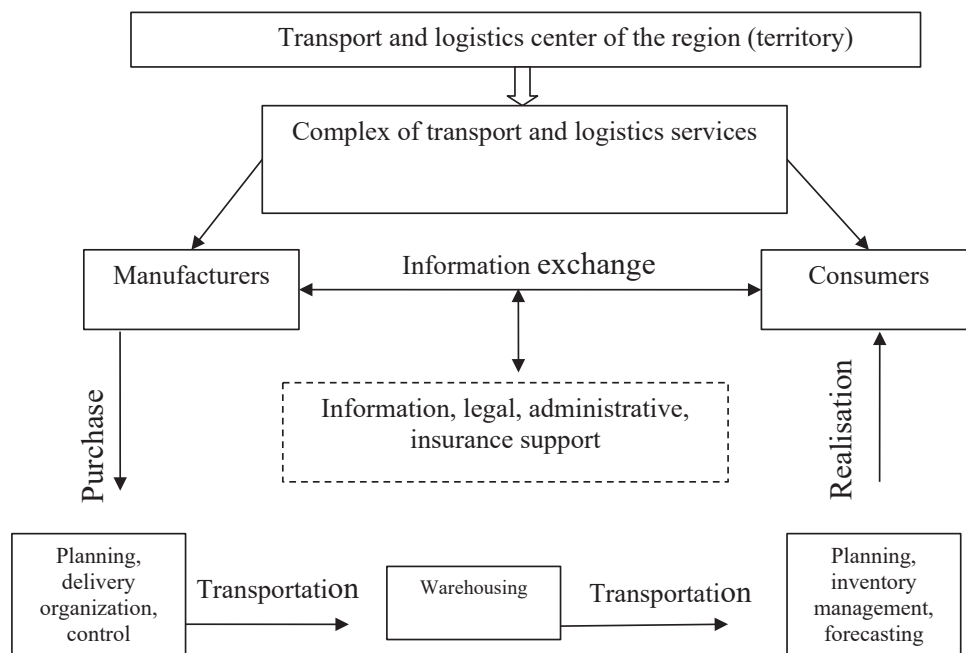 Transport and logistics center of the region (territory)
Complex of transport and logistics services
Manufacturers
Information exchange
Consumers
Purchase
Information, legal, administrative,
insurance support
Realisation
Planning,
delivery
organization,
control
Transportation
Warehousing
Transportation
Planning,
inventory
management,
forecasting